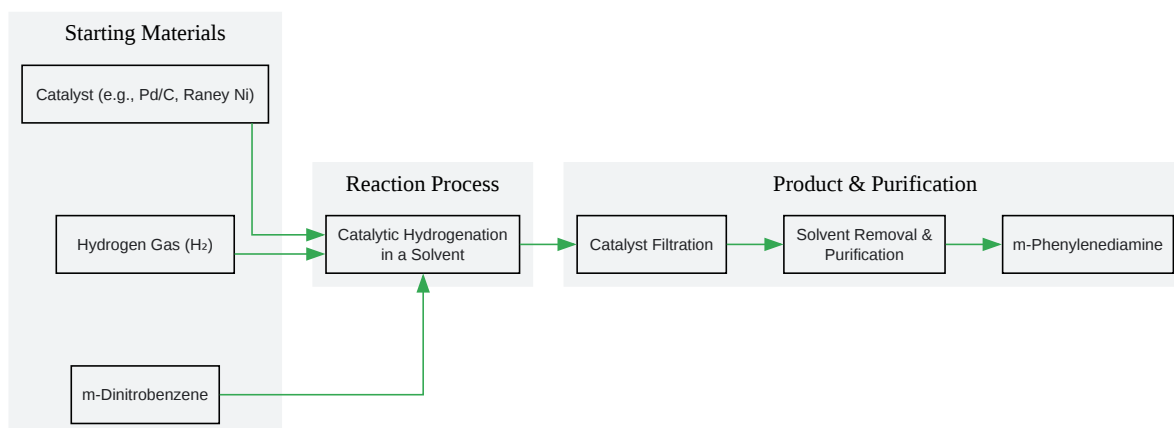 Starting Materials
Catalyst (e.g., Pd/C, Raney Ni)
Hydrogen Gas (H₂)
m-Dinitrobenzene
Reaction Process
Catalytic Hydrogenation
in a Solvent
Product & Purification
Catalyst Filtration
Solvent Removal &
Purification
m-Phenylenediamine